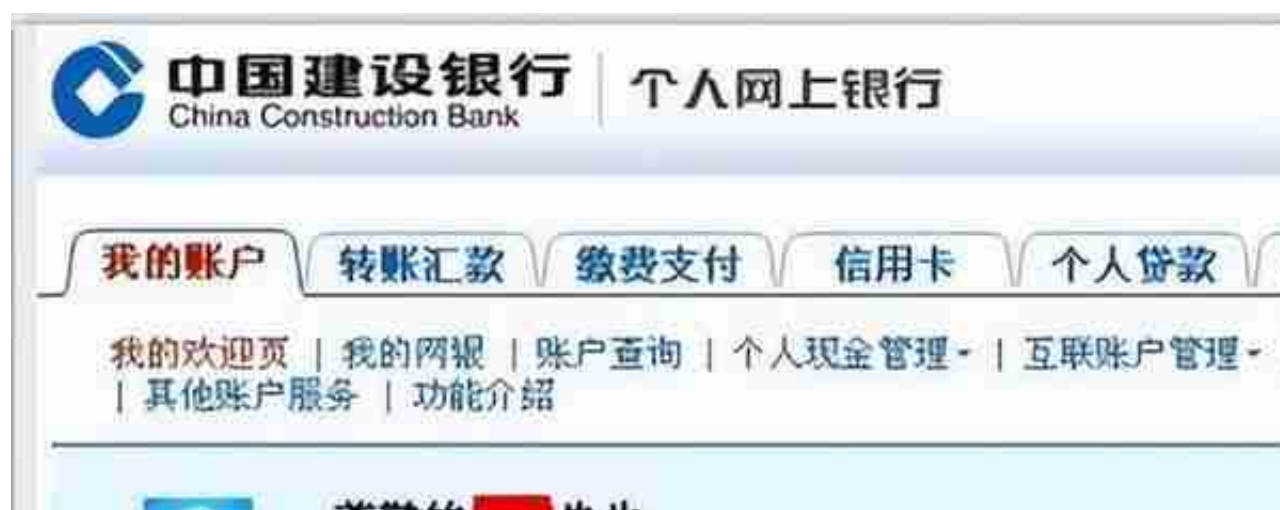 中国建设银行 个人网上银行
China Construction Bank
我的账户 转账汇款 缴费支付 信用卡 个人贷款
我的欢迎页 | 我的网银 | 账户查询 | 个人现金管理 | 互联账户管理
| 其他账户服务 | 功能介绍